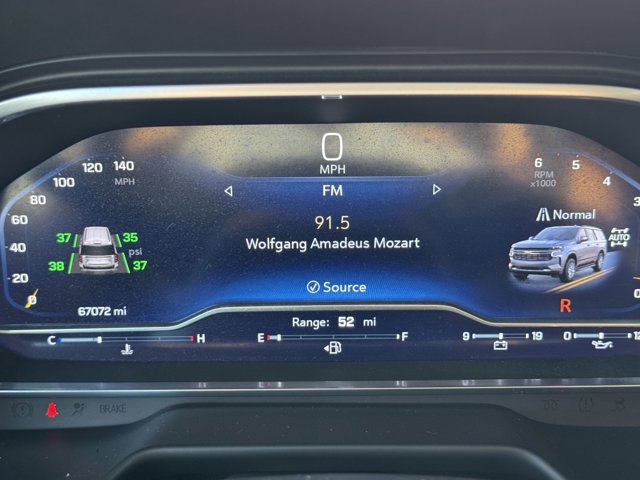 0
MPH
FM
91.5
Wolfgang Amadeus Mozart
Source
140
120
MPH
100
80
60
40
20
0
37 35
psi
38 37
67072 mi
6 5
RPM
x1000
4
3
Normal
AUTO
R
0
Range: 52 mi
C H
E F
9 19
0 12
BRAKE